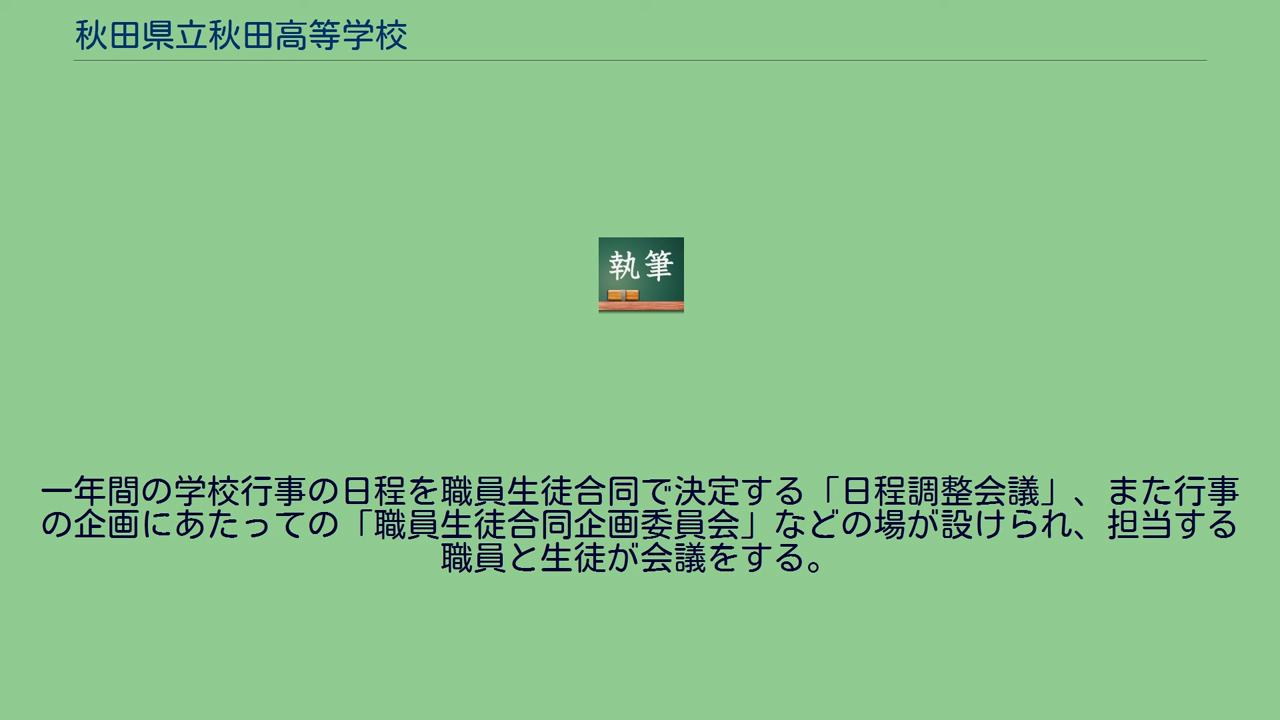 秋田県立秋田高等学校
執筆
一年間の学校行事の日程を職員生徒合同で決定する「日程調整会議」、また行事
の企画にあたっての「職員生徒合同企画委員会」などの場が設けられ、担当する
職員と生徒が会議をする。